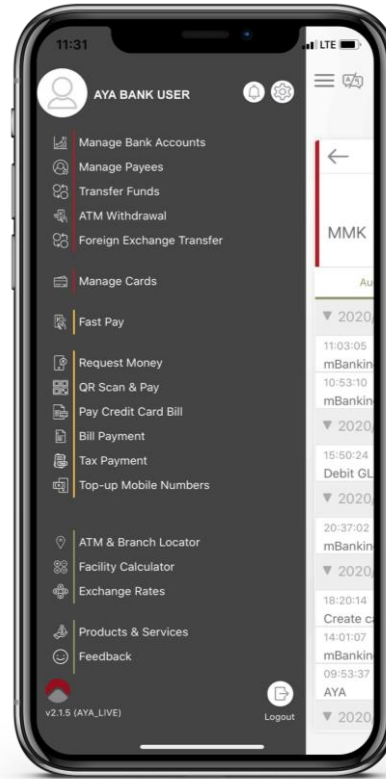 11:31
LTE
AYA BANK USER
Manage Bank Accounts
Manage Payees
Transfer Funds
ATM Withdrawal
Foreign Exchange Transfer
Manage Cards
Fast Pay
Request Money
QR Scan & Pay
Pay Credit Card Bill
Bill Payment
Tax Payment
Top-up Mobile Numbers
ATM & Branch Locator
Facility Calculator
Exchange Rates
Products & Services
Feedback
v2.1.5 (AYA_LIVE)
Logout
MMK
Au
2020/
11:03:05
mBankin
10:53:10
mBankin
2020/
15:50:24
Debit GL
2020/
20:37:02
mBankin
2020/
18:20:14
Create ca
14:01:07
mBankin
09:53:37
AYA
2020